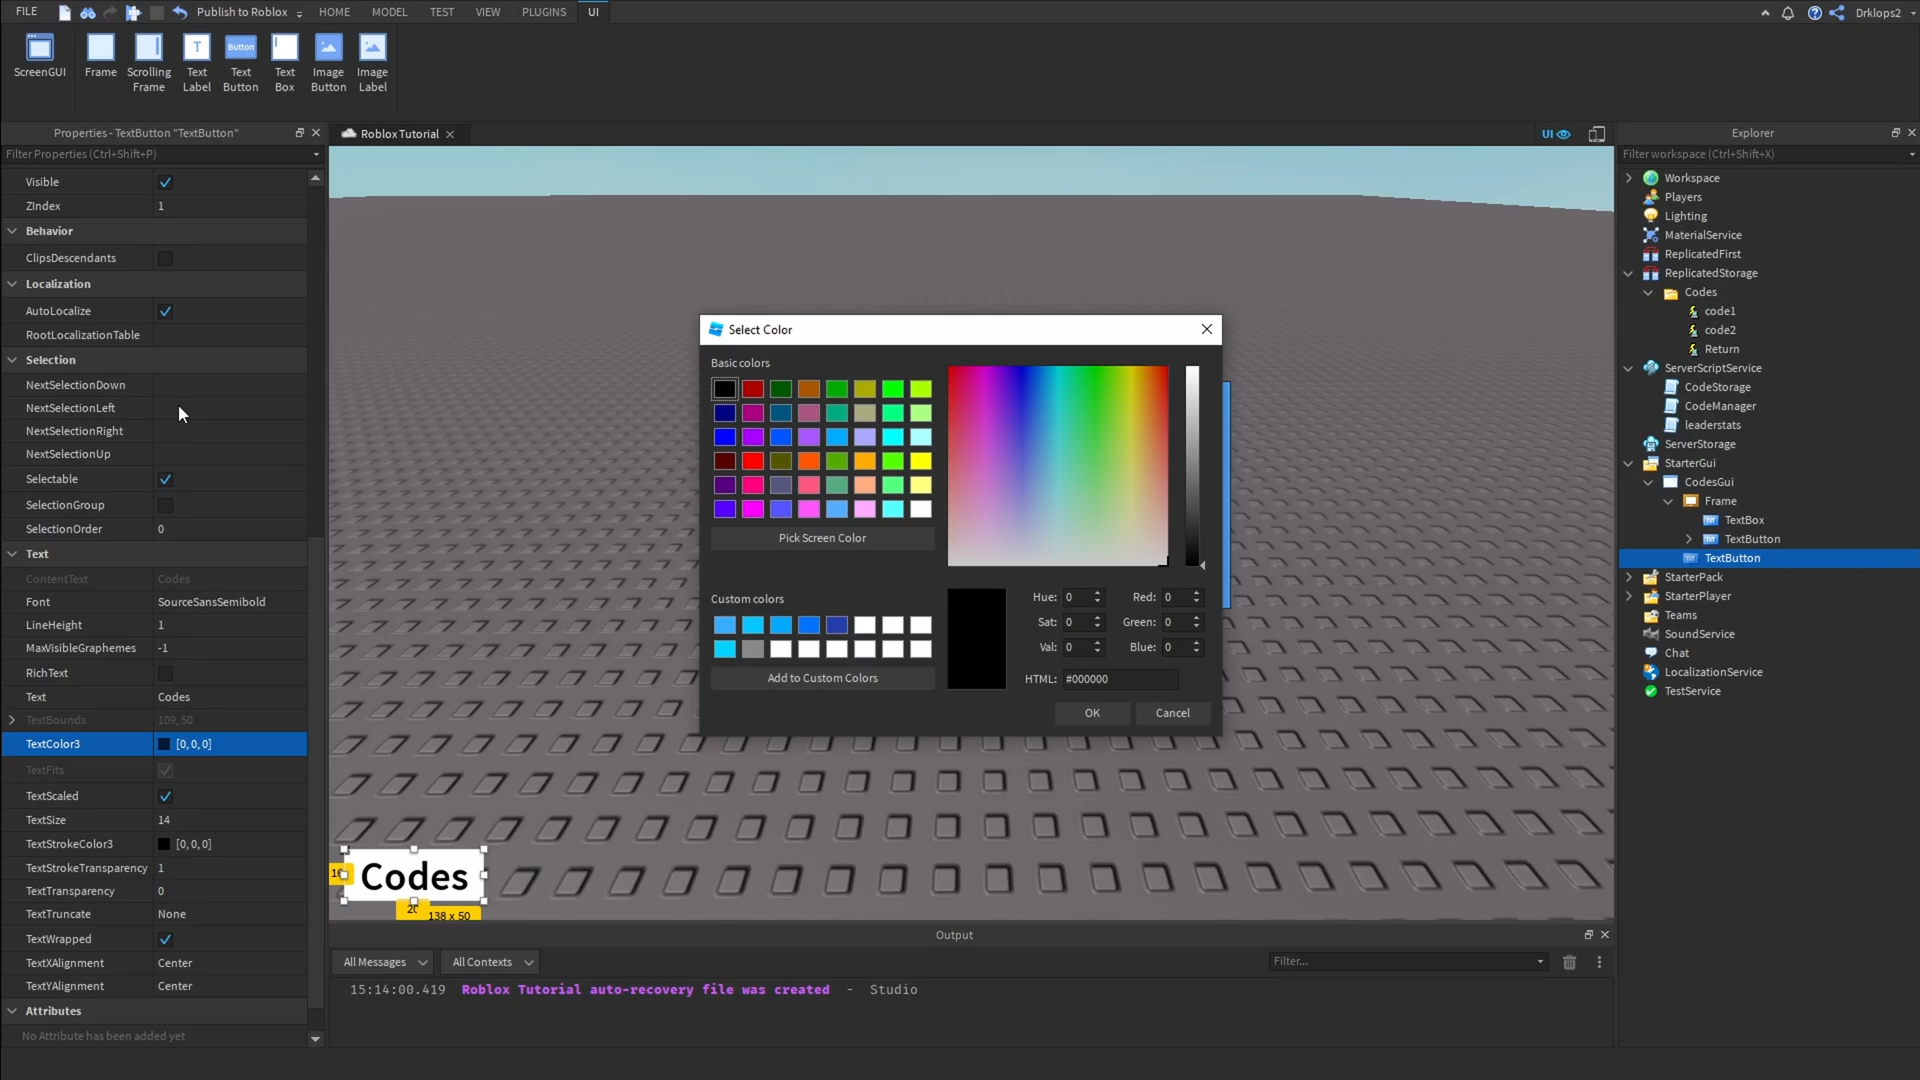 FILE
Publish to Roblox
HOME
MODEL
TEST
VIEW
PLUGINS
UI
Drklops2
ScreenGUI
Frame
Scrolling
Frame
Text
Label
Button
Text
Button
Text
Box
Image
Button
Image
Label
Properties - TextButton "TextButton"
Filter Properties (Ctrl+Shift+P)
Visible
ZIndex 1
Behavior
ClipsDescendants
Localization
AutoLocalize
RootLocalizationTable
Selection
NextSelectionDown
NextSelectionLeft
NextSelectionRight
NextSelectionUp
Selectable
SelectionGroup
SelectionOrder 0
Text
ContentText Codes
Font SourceSansSemibold
LineHeight 1
MaxVisibleGraphemes -1
RichText
Text Codes
TextBounds 109, 50
TextColor3 [0, 0, 0]
TextFits
TextScaled
TextSize 14
TextStrokeColor3 [0, 0, 0]
TextStrokeTransparency 1
TextTransparency 0
TextTruncate None
TextWrapped
TextXAlignment Center
TextYAlignment Center
Attributes
No Attribute has been added yet
Roblox Tutorial
UI
Select Color
Basic colors
Pick Screen Color
Custom colors
Add to Custom Colors
Hue: 0 Red: 0
Sat: 0 Green: 0
Val: 0 Blue: 0
HTML: #000000
OK Cancel
Codes
138 x 50
Output
All Messages
All Contexts
Filter...
15:14:00.419 Roblox Tutorial auto-recovery file was created - Studio
Explorer
Filter workspace (Ctrl+Shift+X)
Workspace
Players
Lighting
MaterialService
ReplicatedFirst
ReplicatedStorage
Codes
code1
code2
Return
ServerScriptService
CodeStorage
CodeManager
leaderstats
ServerStorage
StarterGui
CodesGui
Frame
TextBox
TextButton
TextButton
StarterPack
StarterPlayer
Teams
SoundService
Chat
LocalizationService
TestService